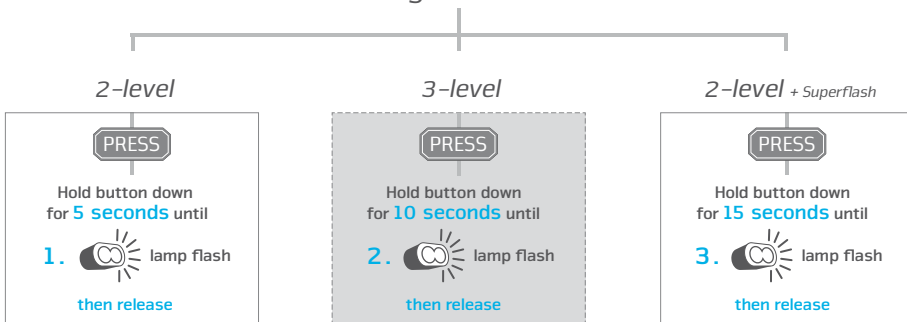 2-level
PRESS
Hold button down
for 5 seconds until
1. lamp flash
then release
3-level
PRESS
Hold button down
for 10 seconds until
2. lamp flash
then release
2-level + Superflash
PRESS
Hold button down
for 15 seconds until
3. lamp flash
then release